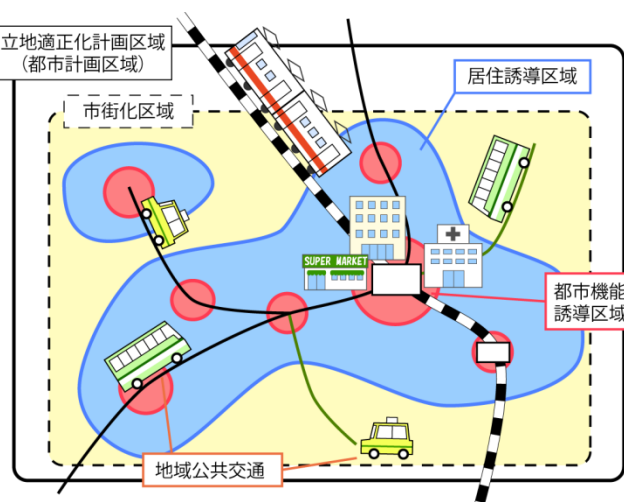 立地適正化計画区域
（都市計画区域）
市街化区域
居住誘導区域
SUPER MARKET
都市機能
誘導区域
地域公共交通